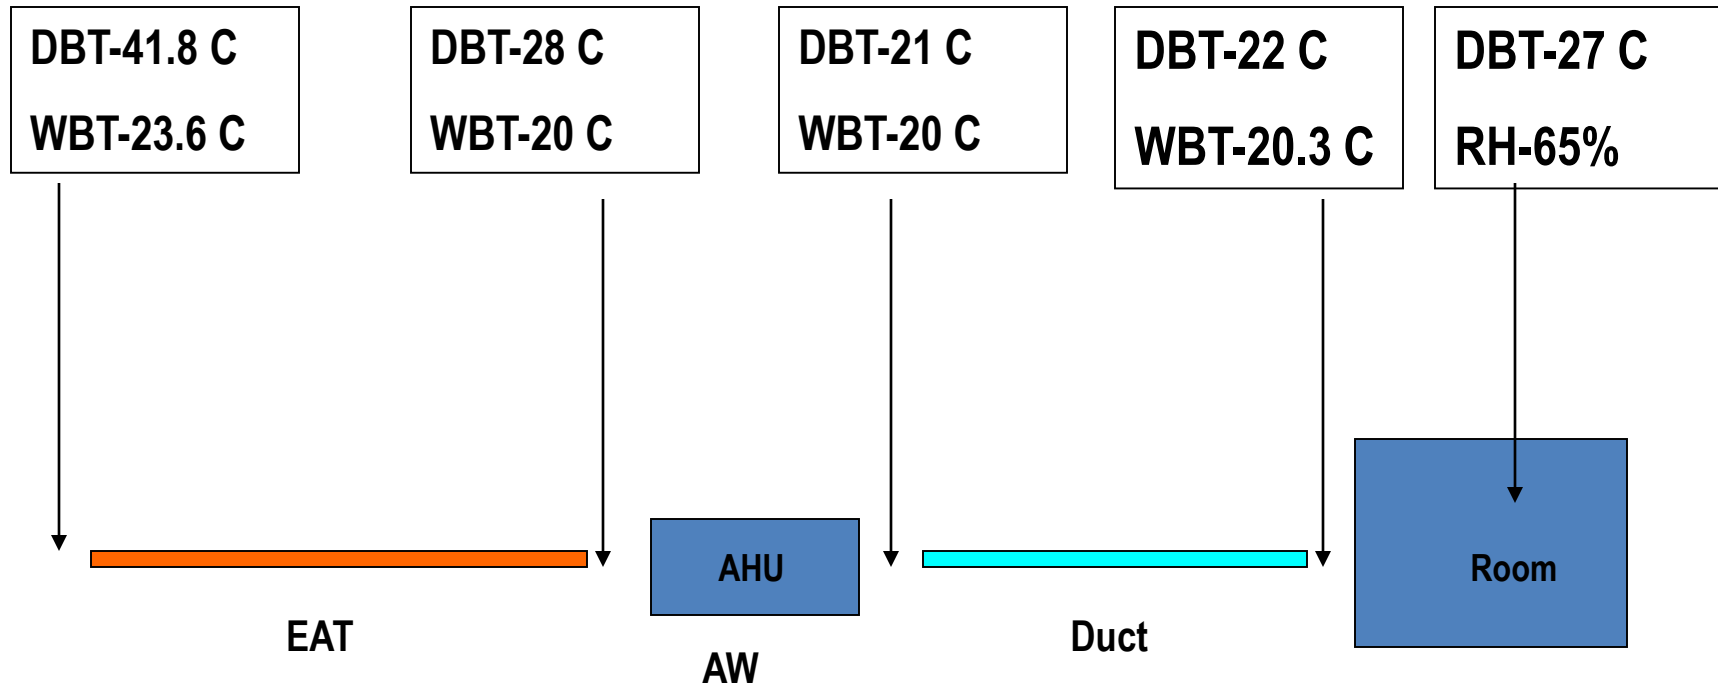 DBT-41.8 C
WBT-23.6 C
DBT-28 C
WBT-20 C
DBT-21 C
WBT-20 C
DBT-22 C
WBT-20.3 C
DBT-27 C
RH-65%
AHU
Room
EAT
Duct
AW